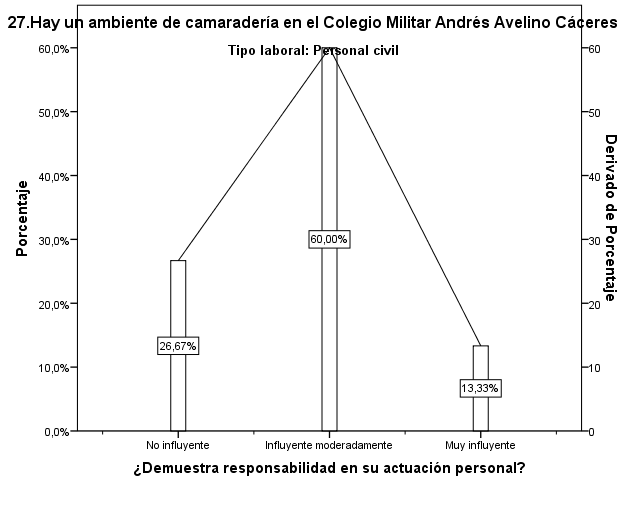 27.Hay un ambiente de camaradería en el Colegio Militar Andrés Avelino Cáceres
Tipo laboral: Personal civil
Porcentaje
60,0%
50,0%
40,0%
30,0%
20,0%
10,0%
0,0%
26,67%
60,00%
13,33%
60
50
40
30
20
10
0
Derivado de Porcentaje
No influyente
Influyente moderadamente
Muy influyente
¿Demuestra responsabilidad en su actuación personal?